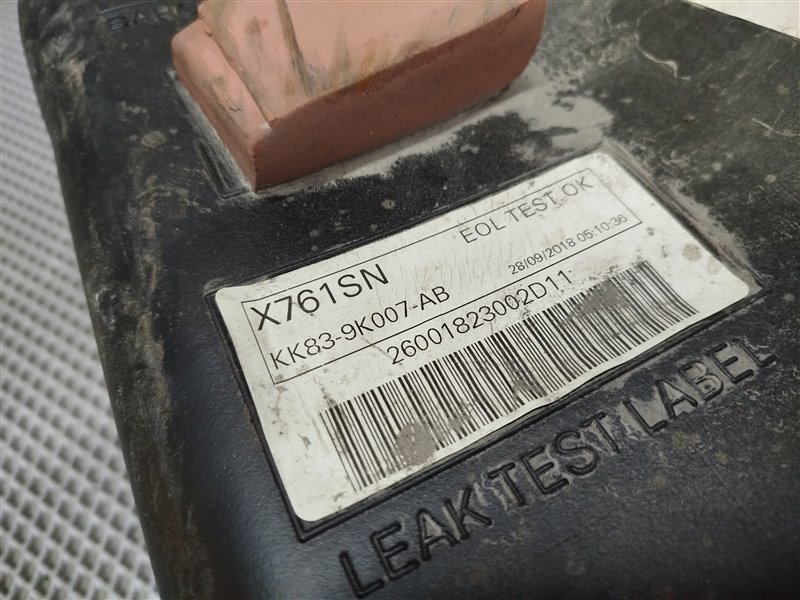 EOL TEST OK
X761SN
28/09/2018 05:10:36
KK83-9K007-AB
26001823002D11
LEAK TEST LABEL